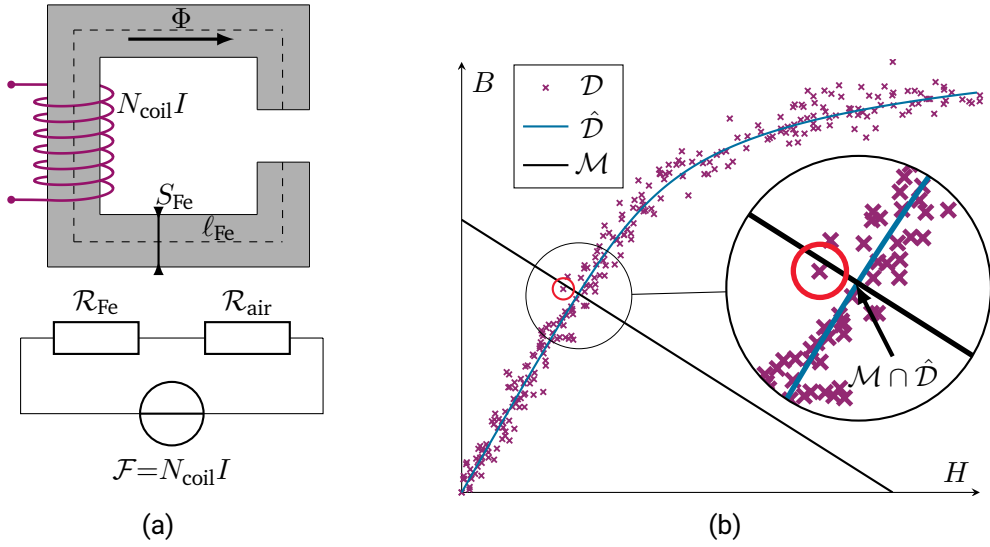 Φ
N_coil I
S_Fe
ℓ_Fe
ℛ_Fe
ℛ_air
ℱ=N_coil I
(a)
B
𝒟
𝒟̂
ℳ
ℳ ∩ 𝒟̂
H
(b)